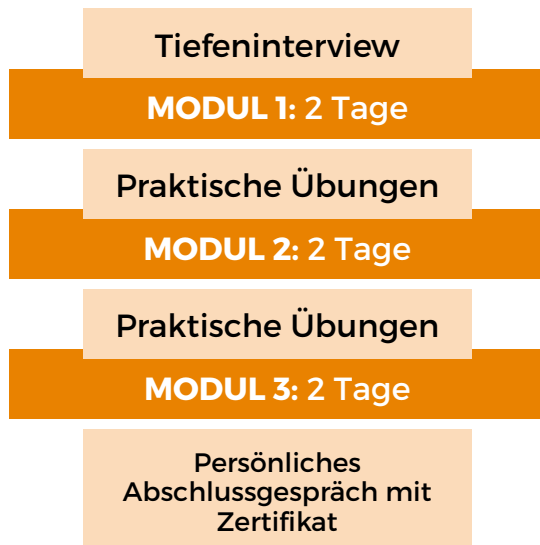 Tiefeninterview
MODUL 1: 2 Tage
Praktische Übungen
MODUL 2: 2 Tage
Praktische Übungen
MODUL 3: 2 Tage
Persönliches
Abschlussgespräch mit
Zertifikat